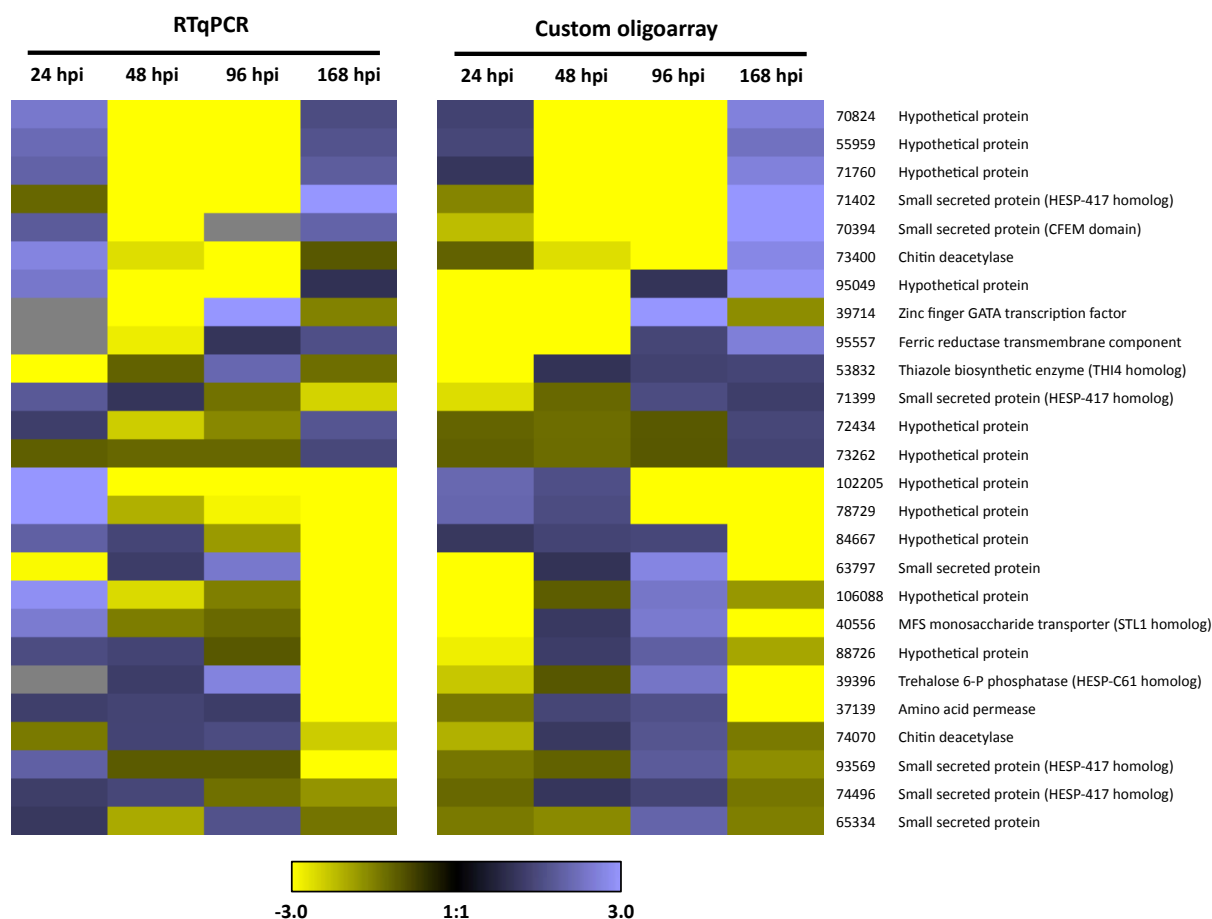 RTqPCR
Custom oligoarray
24 hpi 48 hpi 96 hpi 168 hpi 24 hpi 48 hpi 96 hpi 168 hpi
70824 Hypothetical protein
55959 Hypothetical protein
71760 Hypothetical protein
71402 Small secreted protein (HESP-417 homolog)
70394 Small secreted protein (CFEM domain)
73400 Chitin deacetylase
95049 Hypothetical protein
39714 Zinc finger GATA transcription factor
95557 Ferric reductase transmembrane component
53832 Thiazole biosynthetic enzyme (THI4 homolog)
71399 Small secreted protein (HESP-417 homolog)
72434 Hypothetical protein
73262 Hypothetical protein
102205 Hypothetical protein
78729 Hypothetical protein
84667 Hypothetical protein
63797 Small secreted protein
106088 Hypothetical protein
40556 MFS monosaccharide transporter (STL1 homolog)
88726 Hypothetical protein
39396 Trehalose 6-P phosphatase (HESP-C61 homolog)
37139 Amino acid permease
74070 Chitin deacetylase
93569 Small secreted protein (HESP-417 homolog)
74496 Small secreted protein (HESP-417 homolog)
65334 Small secreted protein
-3.0 1:1 3.0